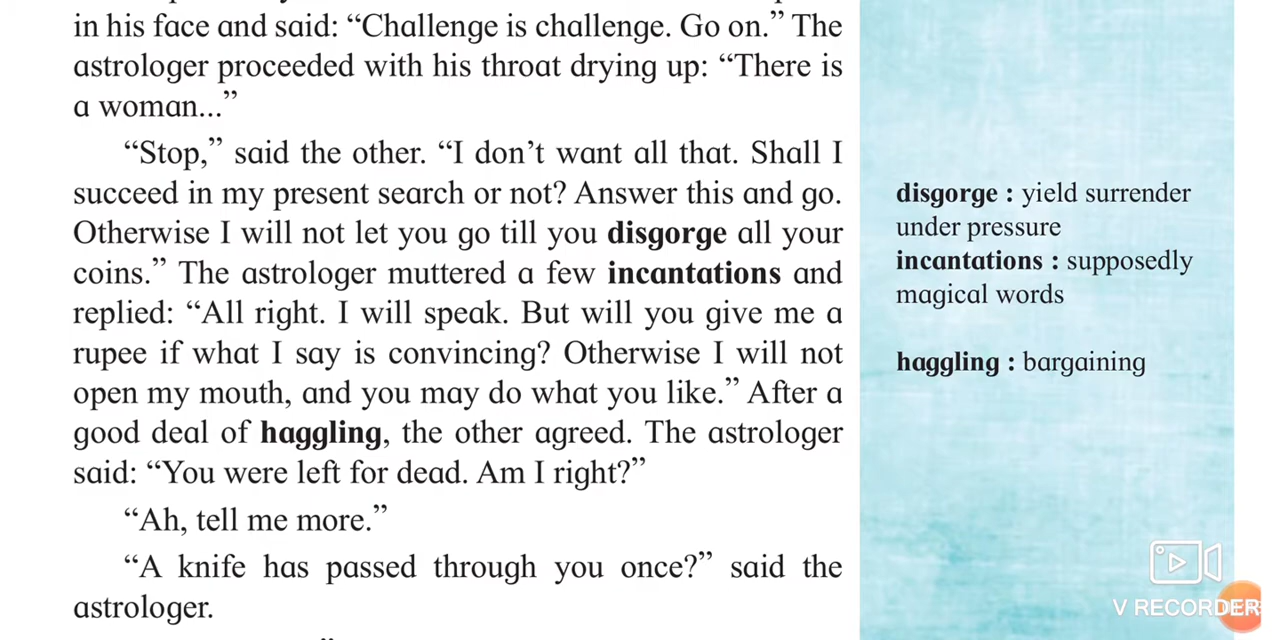 in his face and said: “Challenge is challenge. Go on.” The
astrologer proceeded with his throat drying up: “There is
a woman...”
“Stop,” said the other. “I don’t want all that. Shall I
succeed in my present search or not? Answer this and go.
Otherwise I will not let you go till you disgorge all your
coins.” The astrologer muttered a few incantations and
replied: “All right. I will speak. But will you give me a
rupee if what I say is convincing? Otherwise I will not
open my mouth, and you may do what you like.” After a
good deal of haggling, the other agreed. The astrologer
said: “You were left for dead. Am I right?”
“Ah, tell me more.”
“A knife has passed through you once?” said the
astrologer.
disgorge : yield surrender
under pressure
incantations : supposedly
magical words
haggling : bargaining
V RECORDER